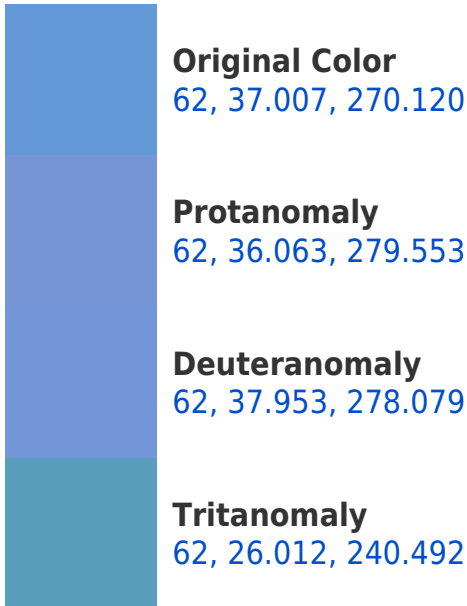 Original Color
62, 37.007, 270.120
Protanomaly
62, 36.063, 279.553
Deuteranomaly
62, 37.953, 278.079
Tritanomaly
62, 26.012, 240.492